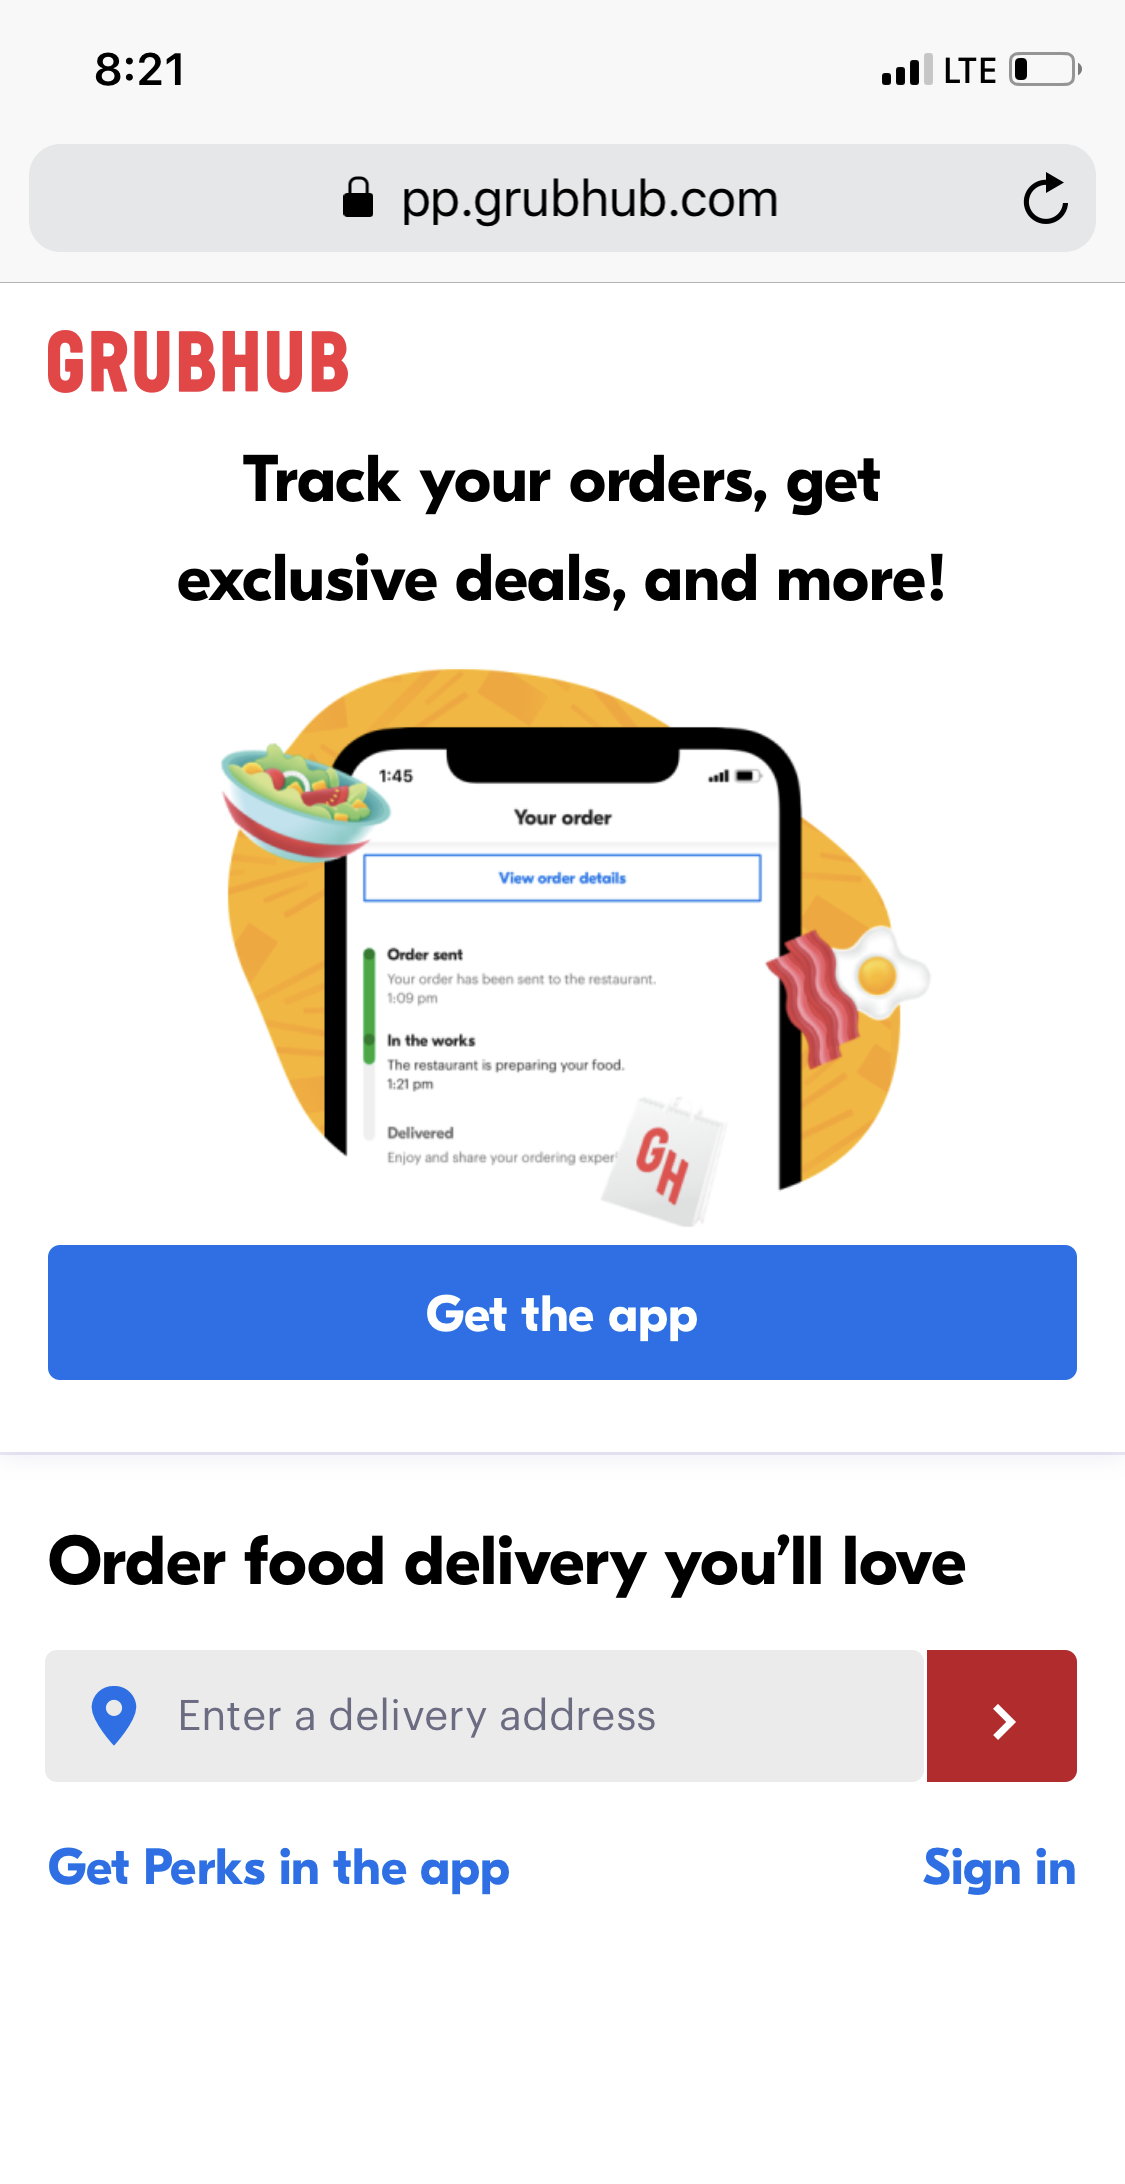 8:21
LTE
pp.grubhub.com
GRUBHUB
Track your orders, get
exclusive deals, and more!
1:45
Your order
View order details
Order sent
Your order has been sent to the restaurant.
1:09 pm
In the works
The restaurant is preparing your food.
1:21 pm
Delivered
Enjoy and share your ordering exper
GH
Get the app
Order food delivery you’ll love
Enter a delivery address
Get Perks in the app
Sign in